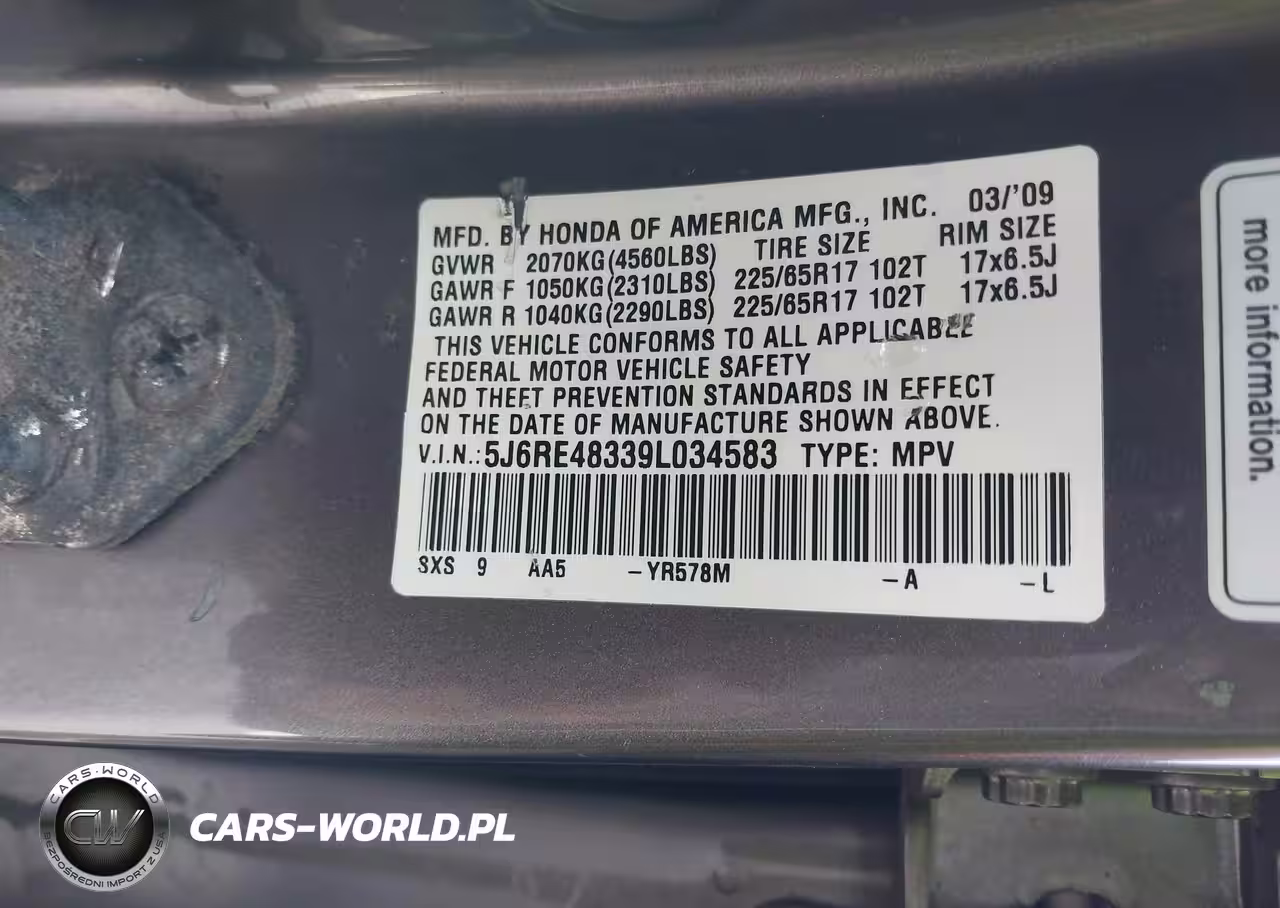 MFD. BY HONDA OF AMERICA MFG., INC. 03/'09
GVWR 2070KG(4560LBS) TIRE SIZE RIM SIZE
GAWR F 1050KG(2310LBS) 225/65R17 102T 17x6.5J
GAWR R 1040KG(2290LBS) 225/65R17 102T 17x6.5J
THIS VEHICLE CONFORMS TO ALL APPLICABLE
FEDERAL MOTOR VEHICLE SAFETY
AND THEFT PREVENTION STANDARDS IN EFFECT
ON THE DATE OF MANUFACTURE SHOWN ABOVE.
V.I.N.: 5J6RE48339L034583 TYPE: MPV
SXS 9 AA5 -YR578M -A -L
more information.
CARS-WORLD
CW
BEZPOŚREDNI IMPORT Z USA
CARS-WORLD.PL